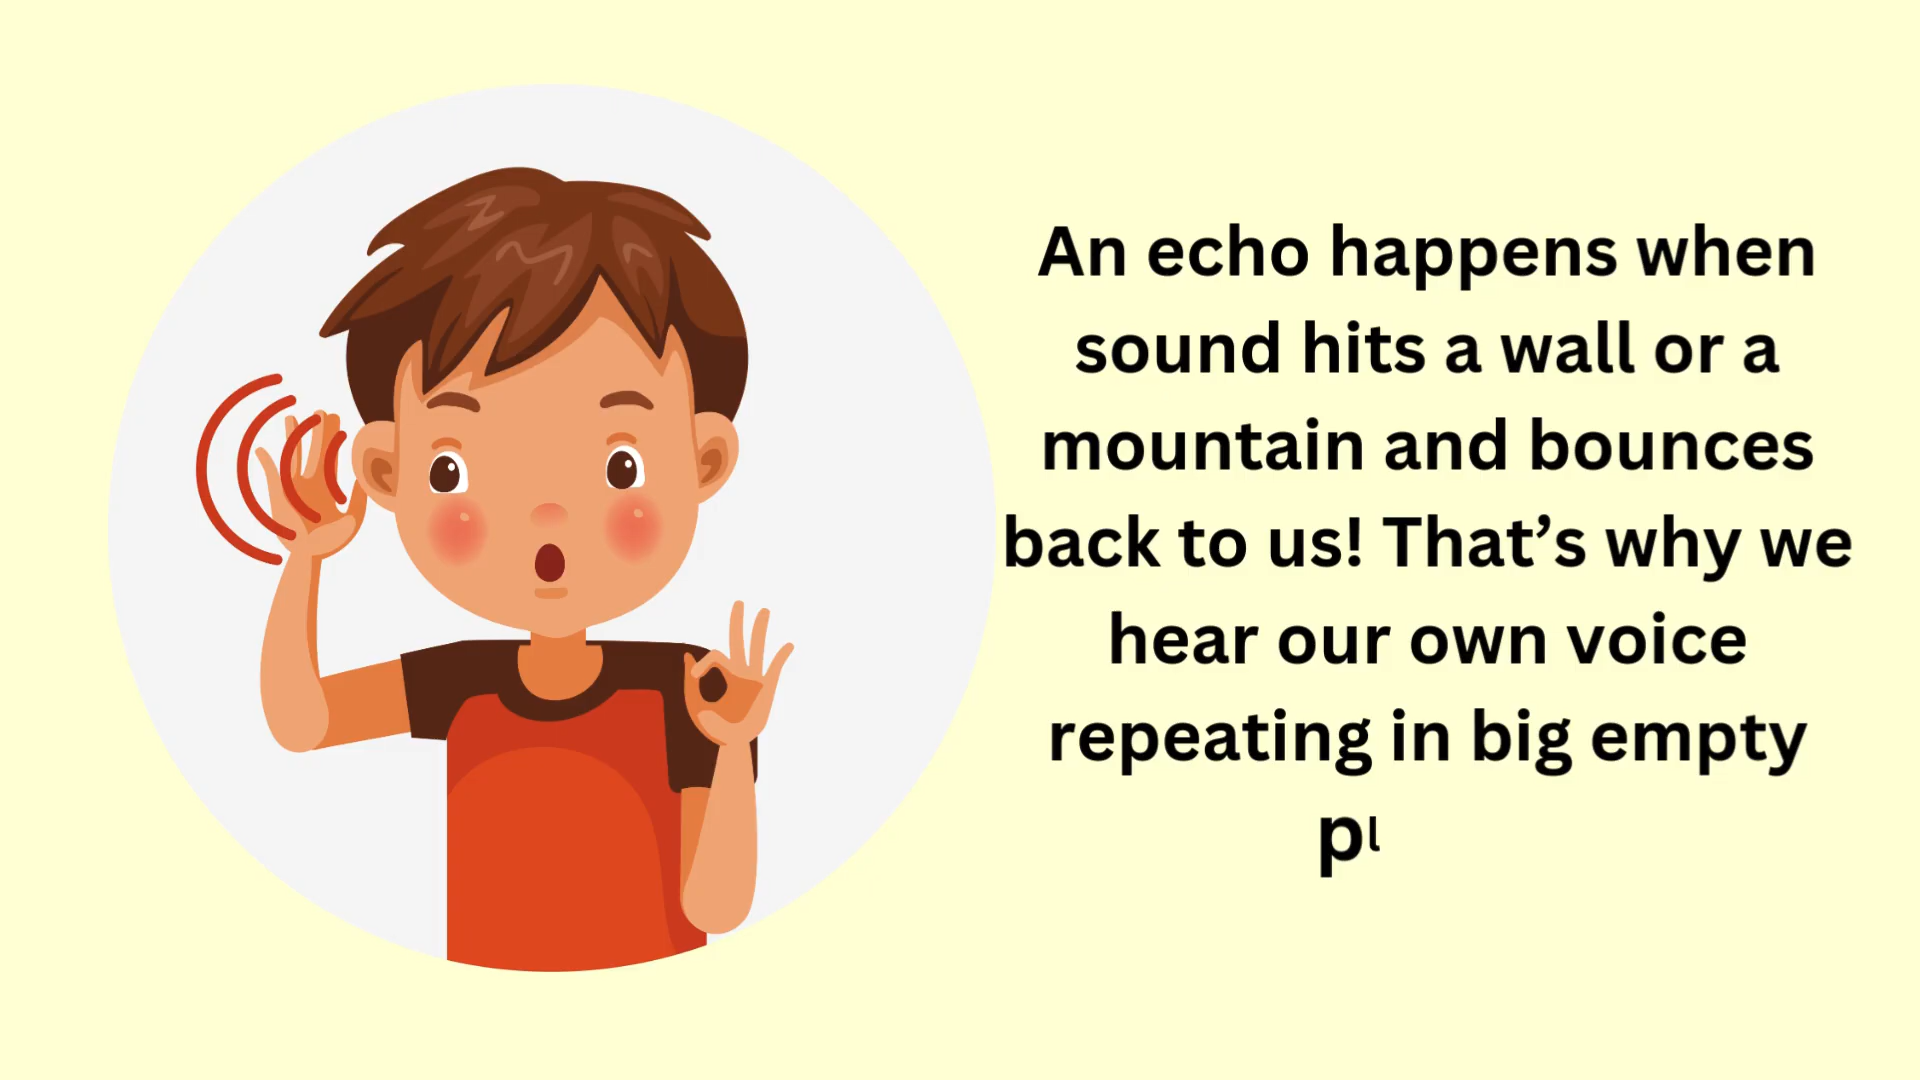 An echo happens when
sound hits a wall or a
mountain and bounces
back to us! That’s why we
hear our own voice
repeating in big empty
pl